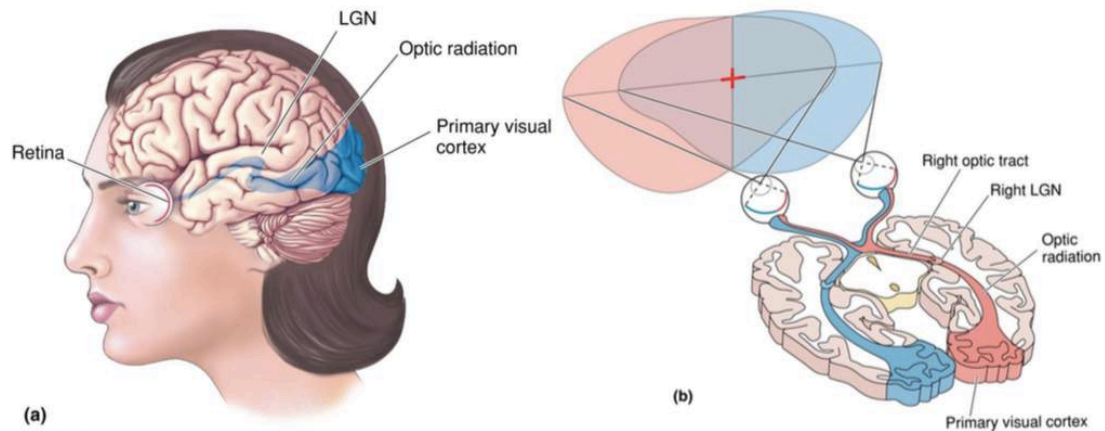 LGN
Optic radiation
Primary visual
cortex
Retina
(a)
Right optic tract
Right LGN
Optic
radiation
(b)
Primary visual cortex